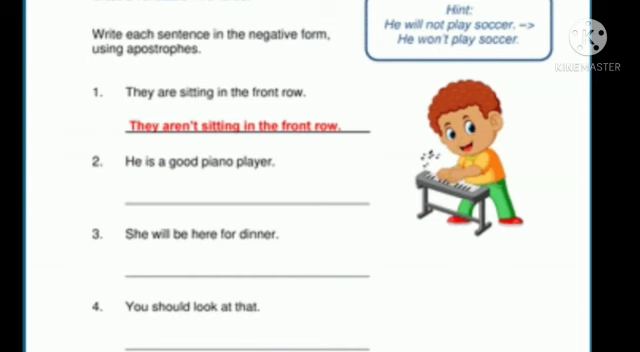 Hint:
He will not play soccer. –>
He won't play soccer.
KINEMASTER
Write each sentence in the negative form,
using apostrophes.
1. They are sitting in the front row.
They aren't sitting in the front row.
2. He is a good piano player.
3. She will be here for dinner.
4. You should look at that.